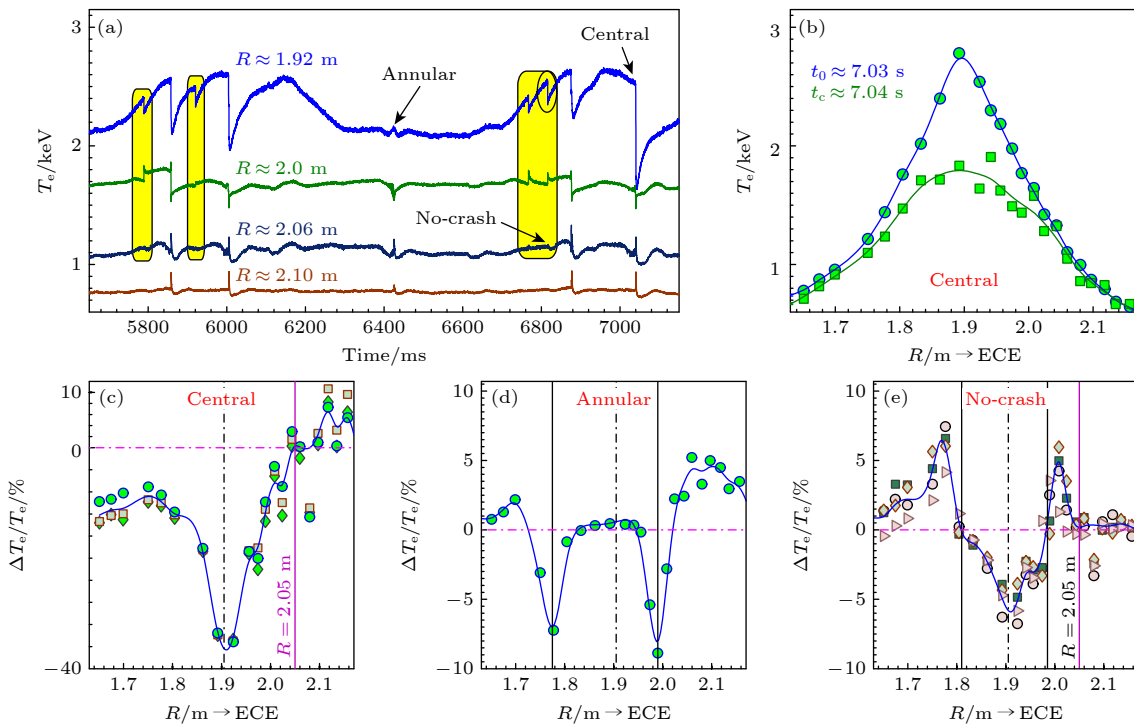 (a)
Te/keV
3
2
1
R ≈ 1.92 m
Annular
Central
R ≈ 2.0 m
No-crash
R ≈ 2.06 m
R ≈ 2.10 m
5800 6000 6200 6400 6600 6800 7000
Time/ms
(b)
Te/keV
3
2
1
t0 ≈ 7.03 s
tc ≈ 7.04 s
Central
1.7 1.8 1.9 2.0 2.1
R/m → ECE
(c)
Central
ΔTe/Te/%
10
0
−40
R = 2.05 m
1.7 1.8 1.9 2.0 2.1
R/m → ECE
(d)
Annular
ΔTe/Te/%
10
5
0
−5
−10
1.7 1.8 1.9 2.0 2.1
R/m → ECE
(e)
No-crash
ΔTe/Te/%
10
5
0
−5
−10
R = 2.05 m
1.7 1.8 1.9 2.0 2.1
R/m → ECE